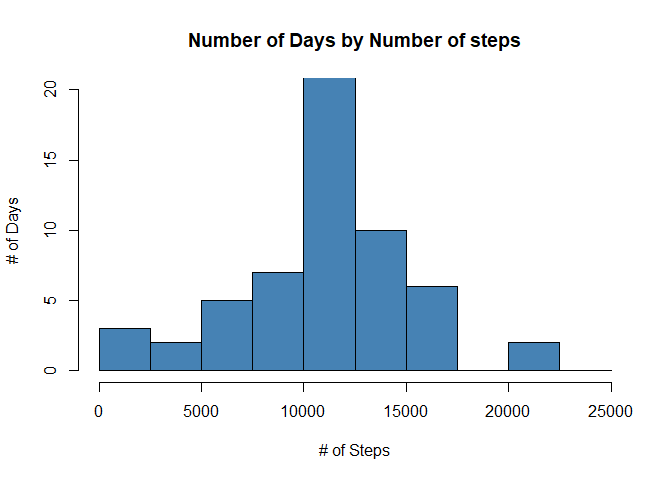 Number of Days by Number of steps
20
15
10
5
0
# of Days
0 5000 10000 15000 20000 25000
# of Steps